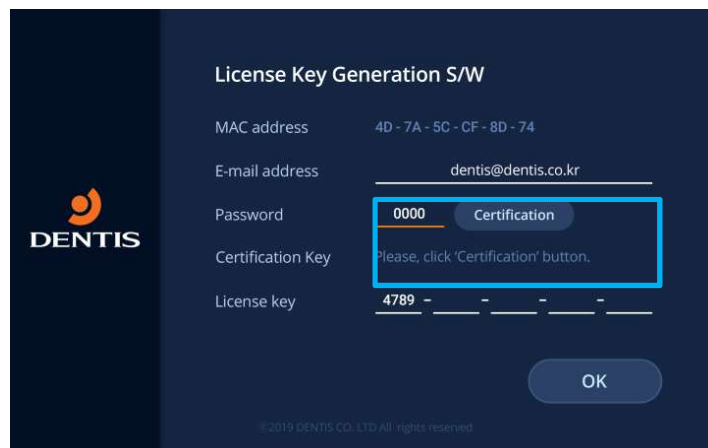 License Key Generation S/W
MAC address 4D - 7A - 5C - CF - 8D - 74
E-mail address dentis@dentis.co.kr
Password 0000 Certification
DENTIS
Certification Key Please, click 'Certification' button.
License key 4789 - - - -
OK
©2019 DENTIS CO. LTD All rights reserved